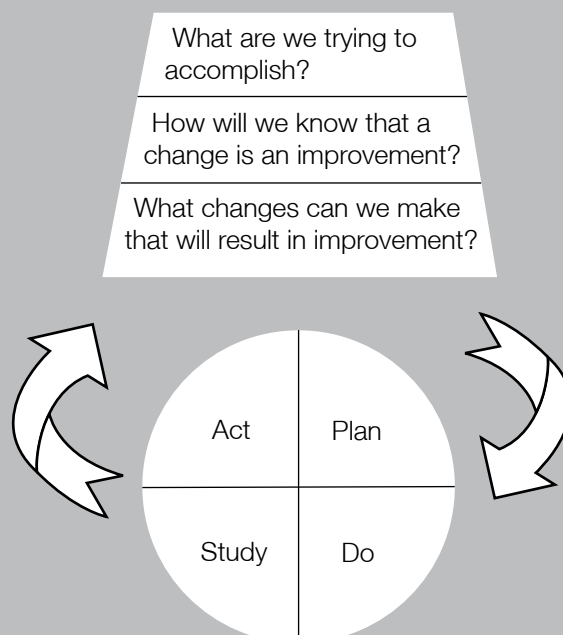 What are we trying to
accomplish?
How will we know that a
change is an improvement?
What changes can we make
that will result in improvement?
Act
Plan
Study
Do